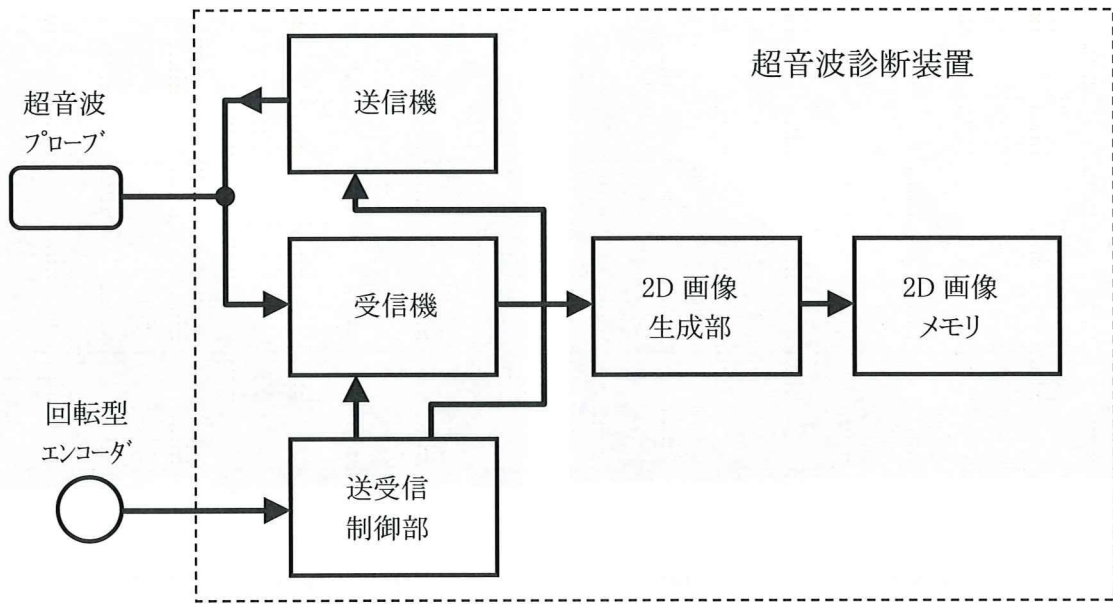 超音波診断装置
超音波
プローブ
送信機
受信機
2D 画像
生成部
2D 画像
メモリ
回転型
エンコーダ
送受信
制御部